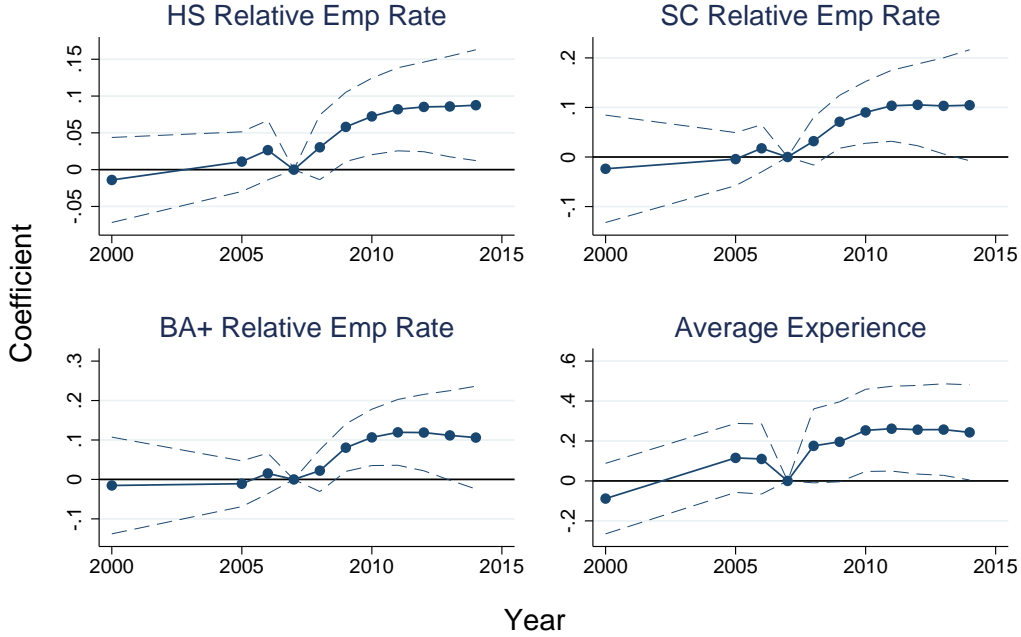 HS Relative Emp Rate
.15
.1
.05
0
-.05
2000 2005 2010 2015
SC Relative Emp Rate
.2
.1
0
-.1
2000 2005 2010 2015
BA+ Relative Emp Rate
.3
.2
.1
0
-.1
2000 2005 2010 2015
Average Experience
.6
.4
.2
0
-.2
2000 2005 2010 2015
Coefficient
Year